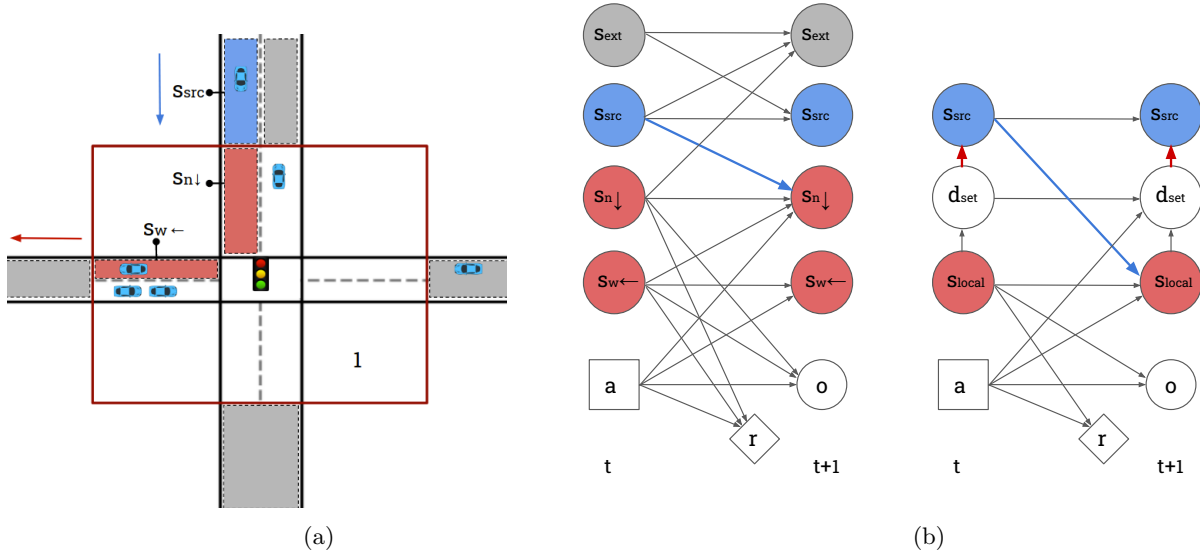 Ssrc
Sn↓
Sw←
1
(a)
Sext Sext
Ssrc Ssrc
Sn↓ Sn↓
Sw← Sw←
a o
r
t t+1
Ssrc Ssrc
dset dset
Slocal Slocal
a o
r
t t+1
(b)